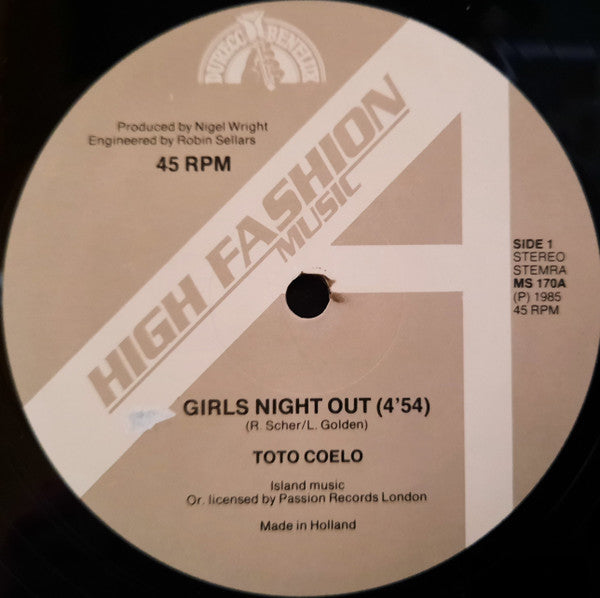 DURECO BENELUX
Produced by Nigel Wright
Engineered by Robin Sellars
45 RPM
HIGH FASHION
MUSIC
SIDE 1
STEREO
STEMRA
MS 170A
(P) 1985
45 RPM
GIRLS NIGHT OUT (4'54)
(R. Scher/L. Golden)
TOTO COELO
Island music
Or. licensed by Passion Records London
Made in Holland